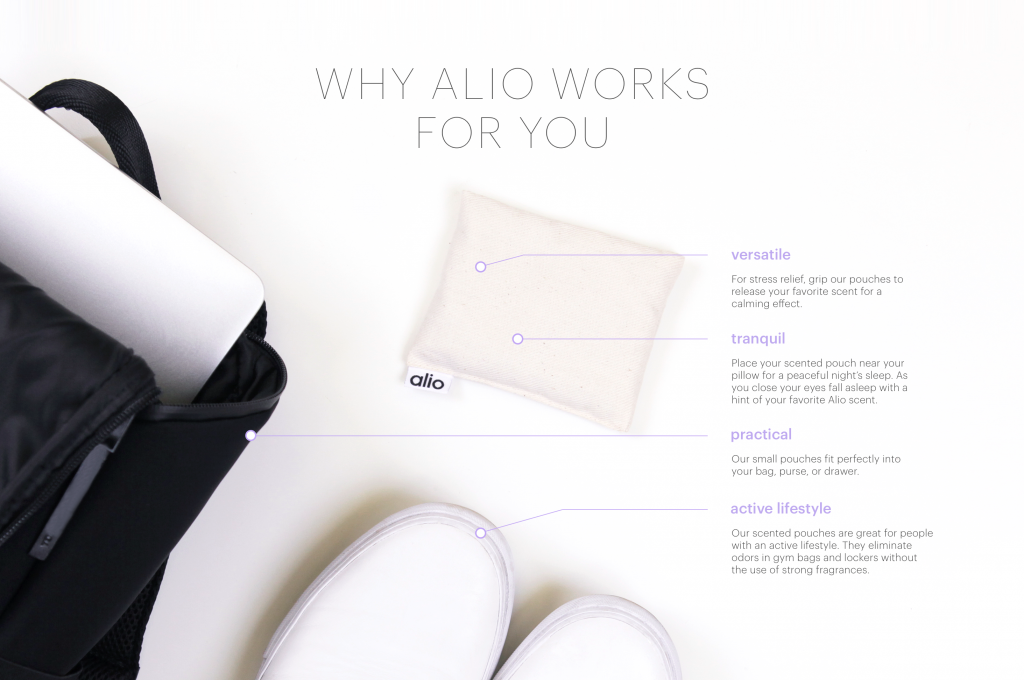 WHY ALIO WORKS
FOR YOU
versatile
For stress relief, grip our pouches to
release your favorite scent for a
calming effect.
tranquil
Place your scented pouch near your
pillow for a peaceful night's sleep. As
you close your eyes fall asleep with a
hint of your favorite Alio scent.
alio
practical
Our small pouches fit perfectly into
your bag, purse, or drawer.
active lifestyle
Our scented pouches are great for people
with an active lifestyle. They eliminate
odors in gym bags and lockers without
the use of strong fragrances.